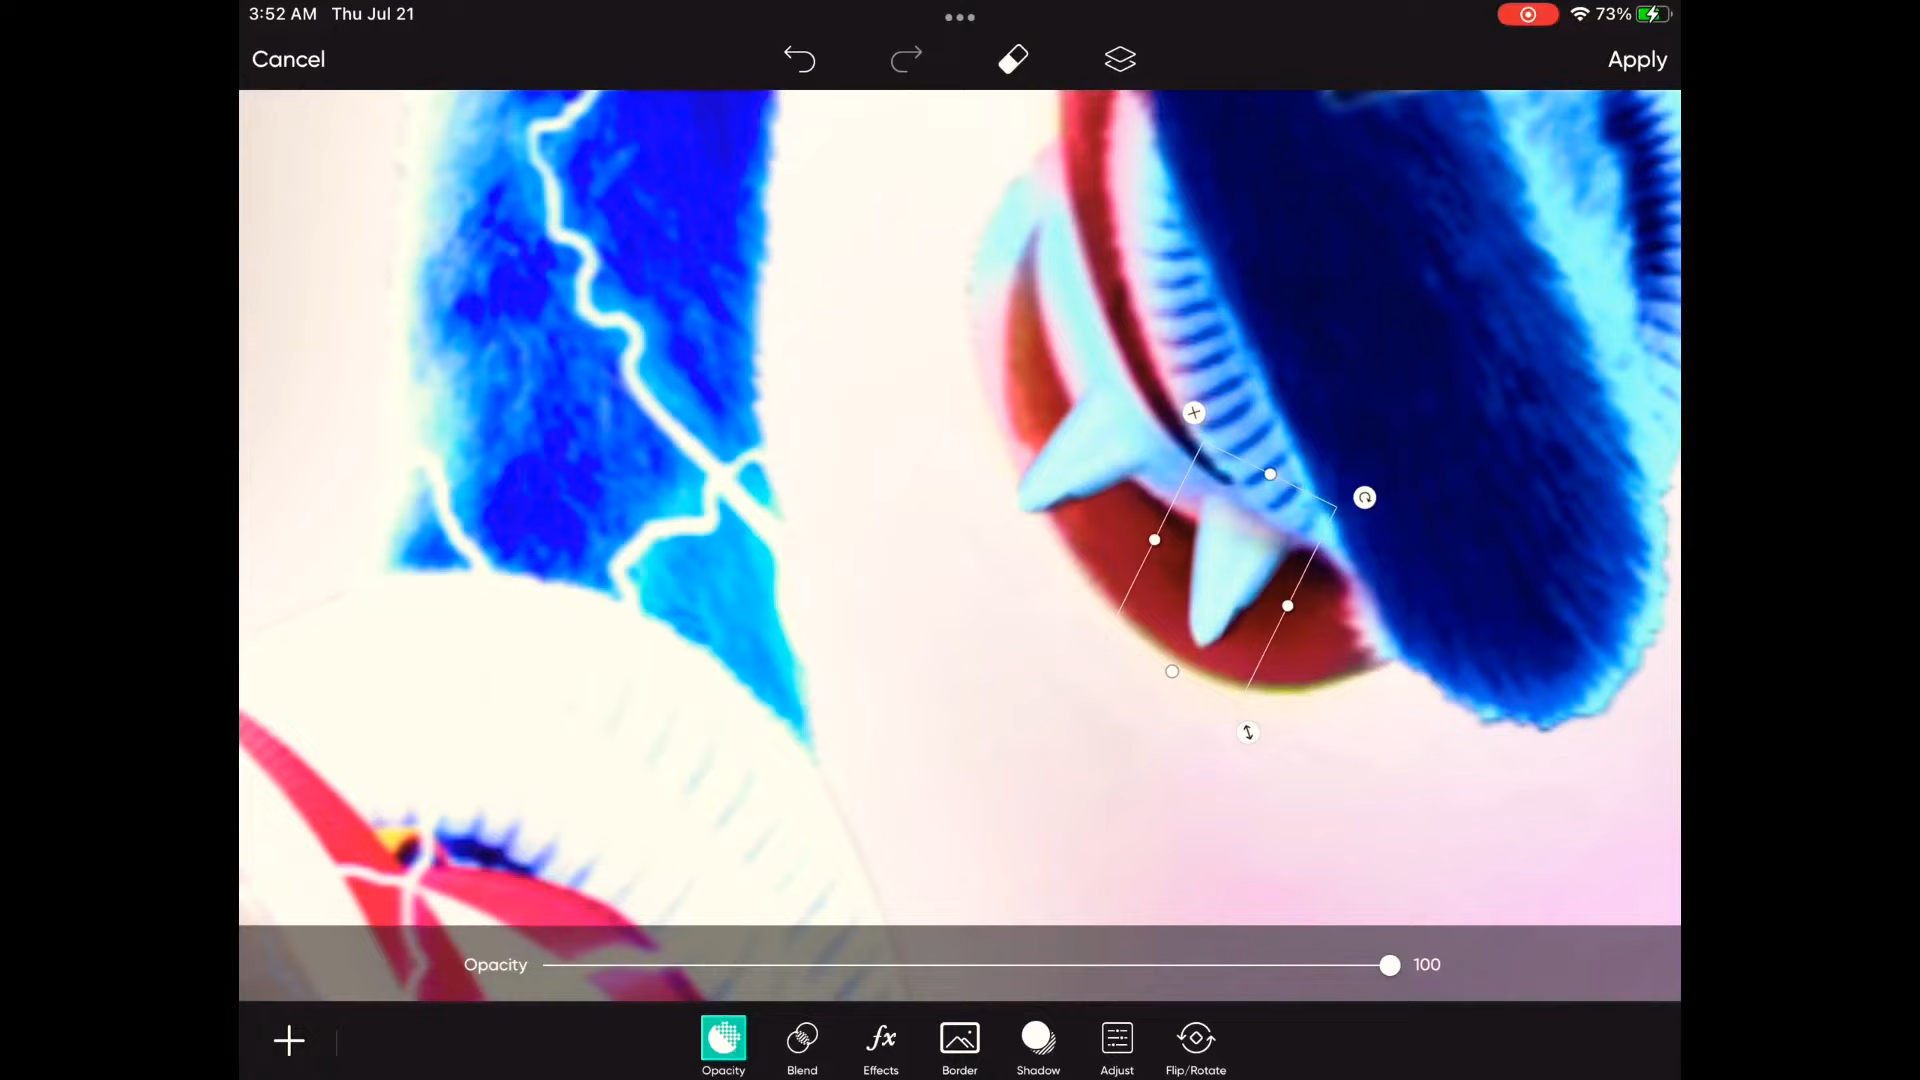 3:52 AM Thu Jul 21
73%
Cancel
Apply
Opacity
100
Opacity
Blend
Effects
Border
Shadow
Adjust
Flip/Rotate